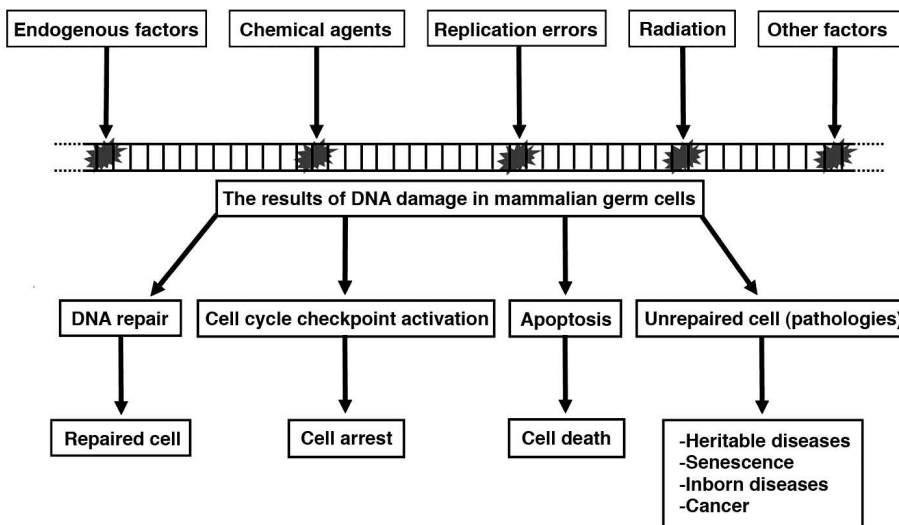 Endogenous factors
Chemical agents
Replication errors
Radiation
Other factors
The results of DNA damage in mammalian germ cells
DNA repair
Cell cycle checkpoint activation
Apoptosis
Unrepaired cell (pathologies)
Repaired cell
Cell arrest
Cell death
-Heritable diseases
-Senescence
-Inborn diseases
-Cancer